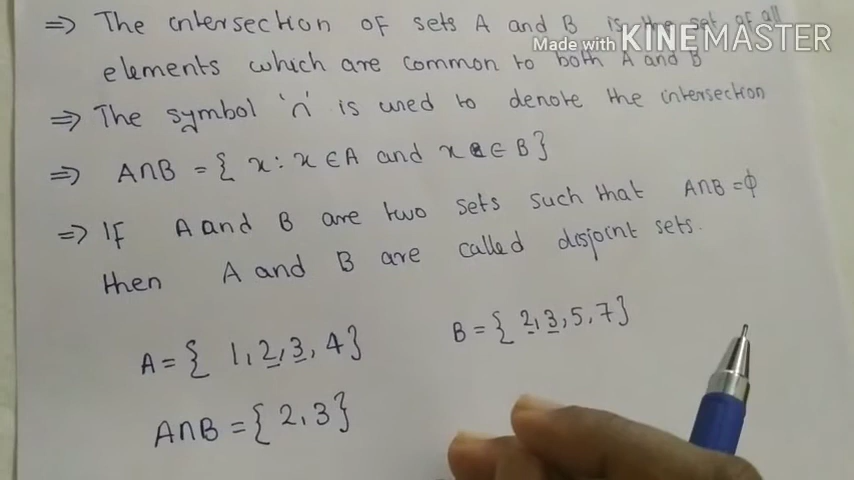 ⇒ The intersection of sets A and B is the set of all
Made with KINEMASTER
elements which are common to both A and B
⇒ The symbol '∩' is used to denote the intersection
⇒ A∩B = { x : x ∈ A and x ∈ B }
⇒ If A and B are two sets such that A∩B = ϕ
then A and B are called disjoint sets.
A = { 1, 2, 3, 4 } B = { 2, 3, 5, 7 }
A∩B = { 2, 3 }